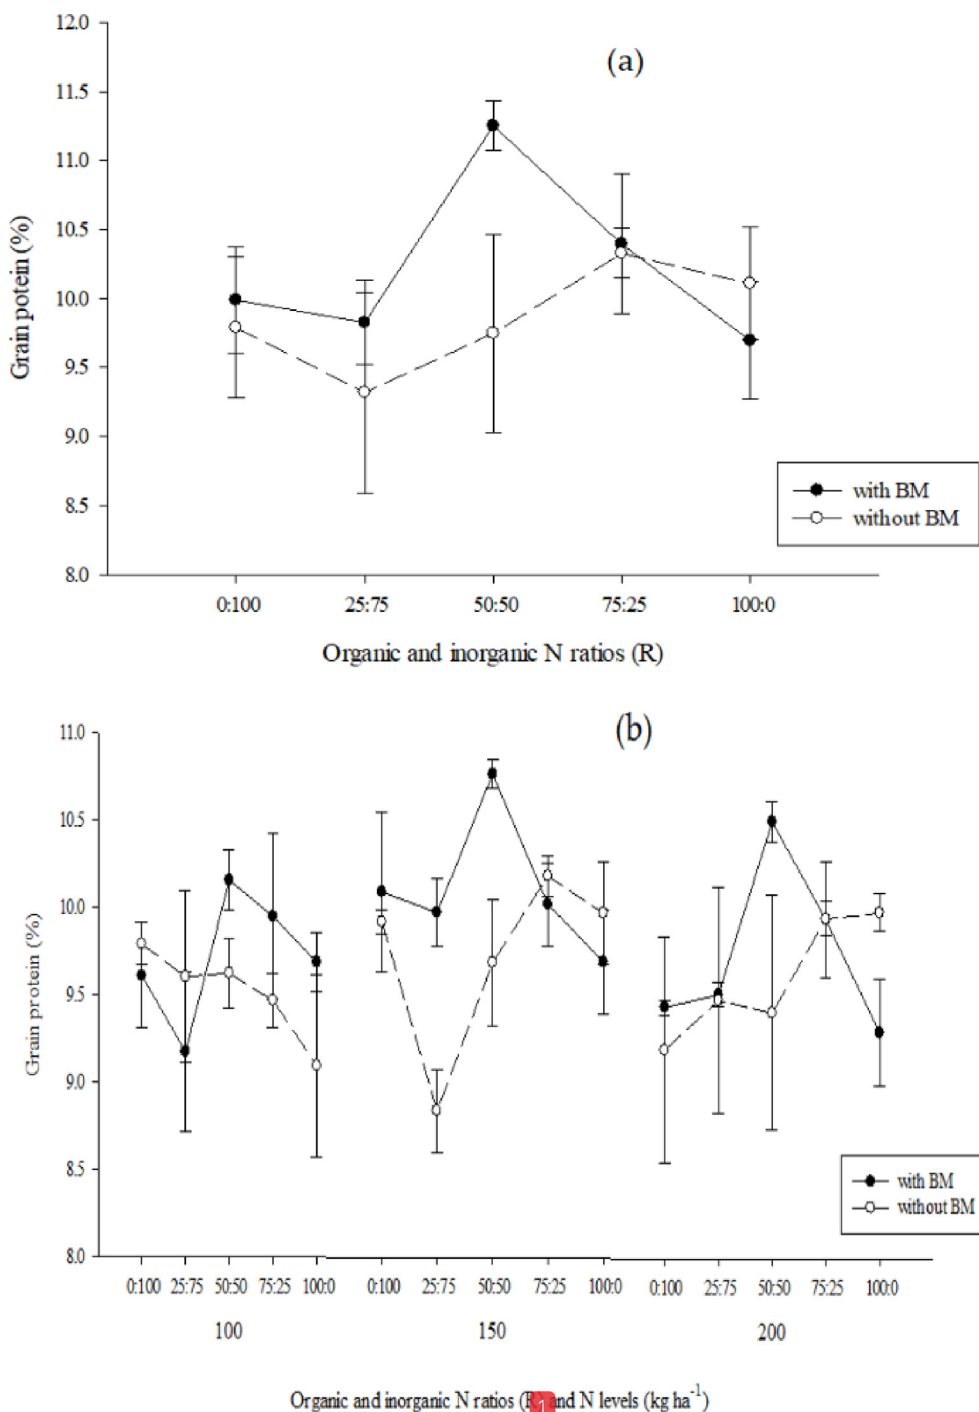 12.0
(a)
11.5
11.0
10.5
10.0
9.5
9.0
8.5
8.0
Grain potein (%)
with BM
without BM
0:100 25:75 50:50 75:25 100:0
Organic and inorganic N ratios (R)
11.0
(b)
10.5
10.0
9.5
9.0
8.5
8.0
Grain protein (%)
with BM
without BM
0:100 25:75 50:50 75:25 100:0 0:100 25:75 50:50 75:25 100:0 0:100 25:75 50:50 75:25 100:0
100 150 200
Organic and inorganic N ratios (R) and N levels (kg ha⁻¹)
1